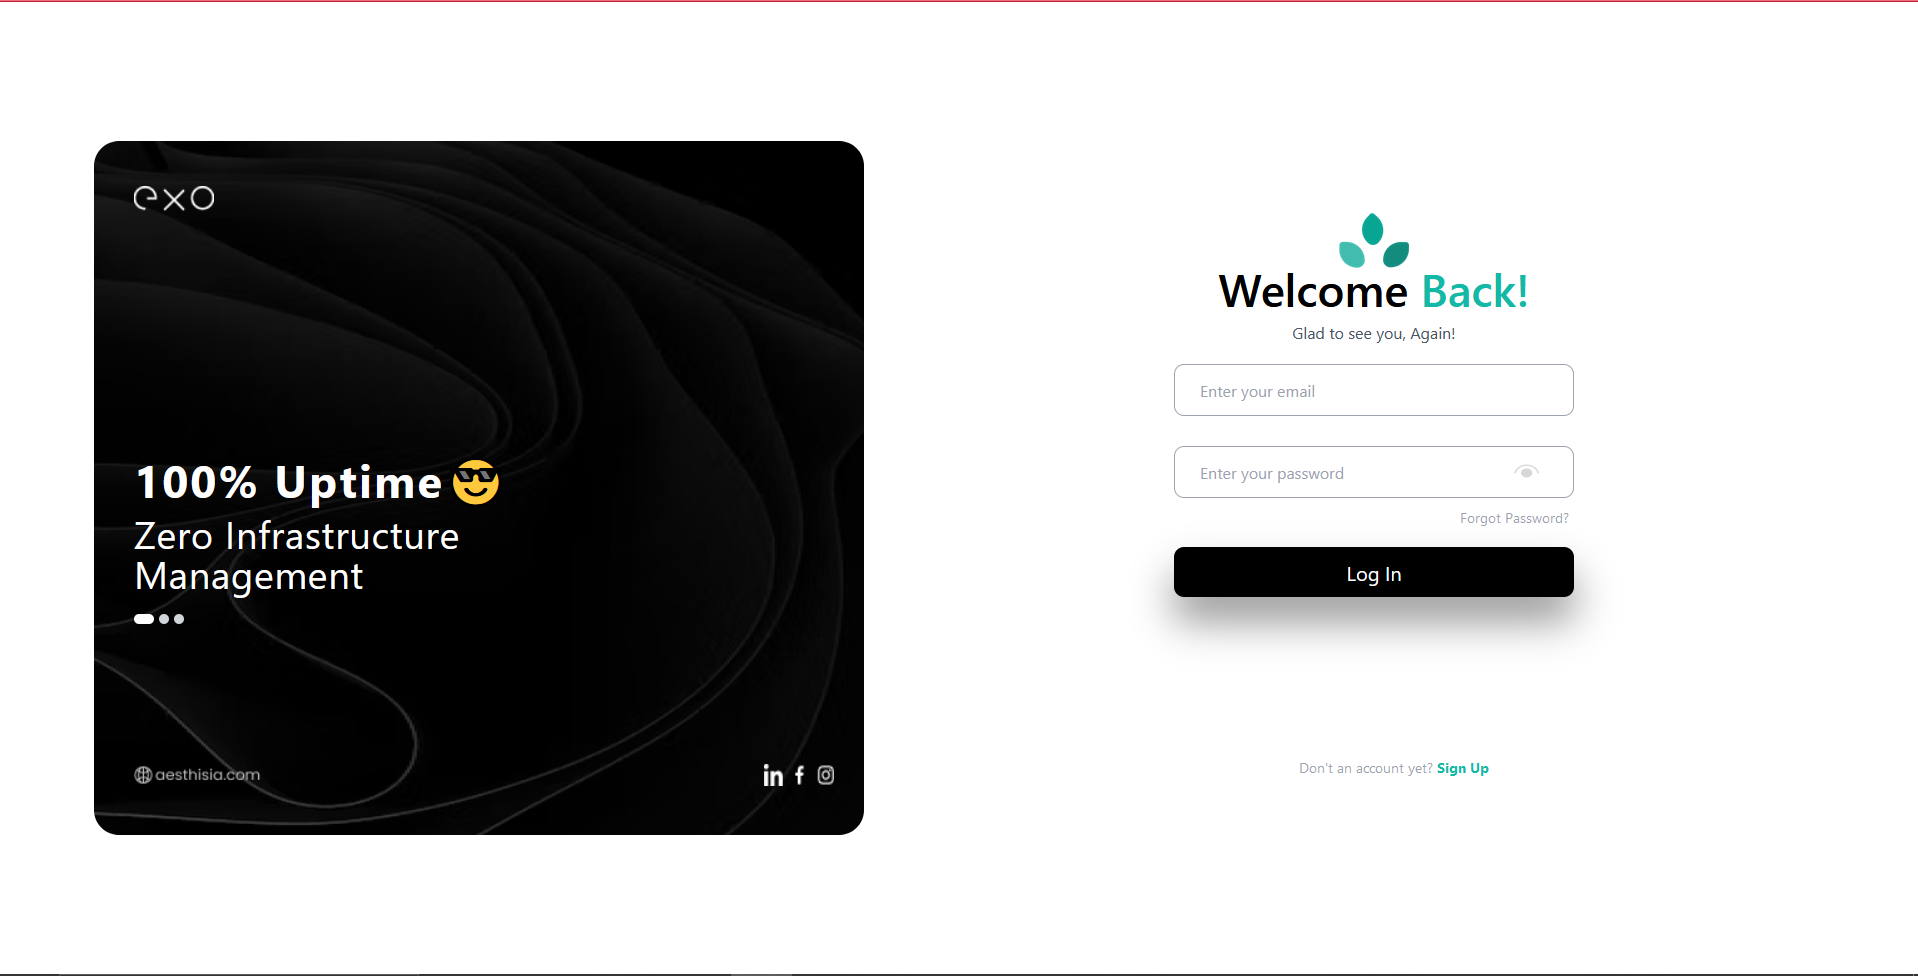 exo
100% Uptime😎
Zero Infrastructure
Management
aesthisia.com
Welcome Back!
Glad to see you, Again!
Enter your email
Enter your password
Forgot Password?
Log In
Don't an account yet? Sign Up